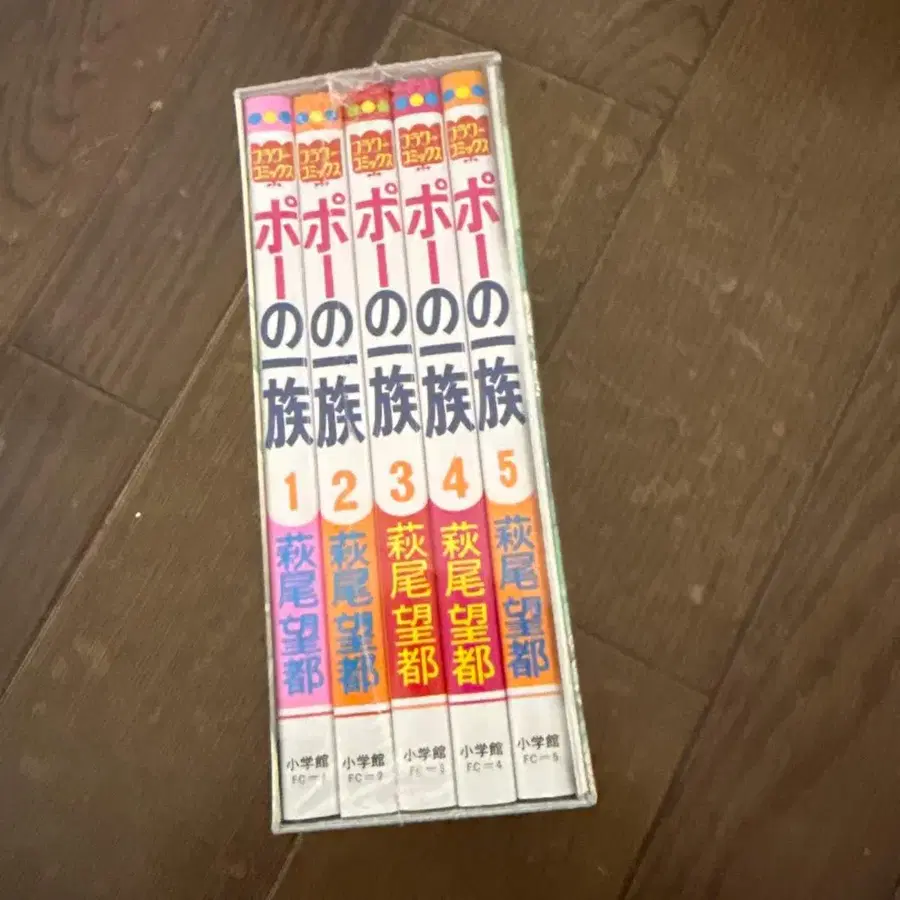 フラワーコミックス
ポーの一族
1
萩尾望都
小学館
FC=1
フラワーコミックス
ポーの一族
2
萩尾望都
小学館
FC=2
フラワーコミックス
ポーの一族
3
萩尾望都
小学館
FC=3
フラワーコミックス
ポーの一族
4
萩尾望都
小学館
FC=4
フラワーコミックス
ポーの一族
5
萩尾望都
小学館
FC=5